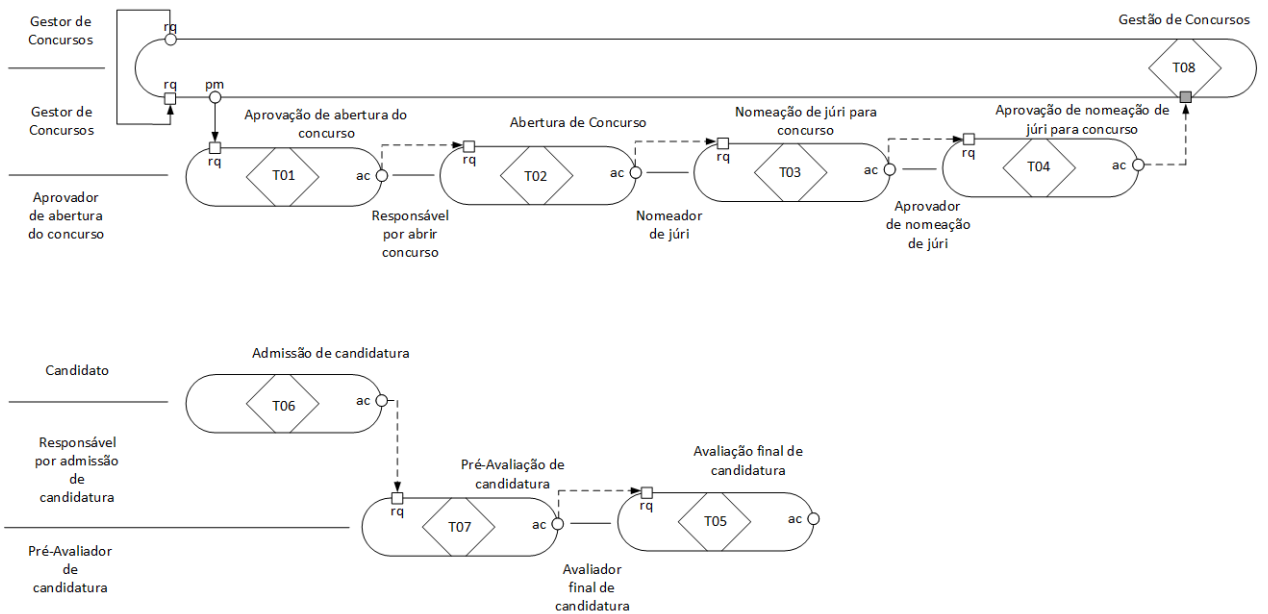 Gestor de
Concursos
rq
Gestão de Concursos
T08
rq
pm
Gestor de
Concursos
Aprovação de abertura do
concurso
Abertura de Concurso
Nomeação de júri para
concurso
Aprovação de nomeação de
júri para concurso
rq
T01
ac
rq
T02
ac
rq
T03
ac
rq
T04
ac
Aprovador
de abertura
do concurso
Responsável
por abrir
concurso
Nomeador
de júri
Aprovador
de nomeação
de júri
Candidato
Admissão de candidatura
T06
ac
Responsável
por admissão
de
candidatura
Pré-Avaliação de
candidatura
Avaliação final de
candidatura
rq
T07
ac
rq
T05
ac
Pré-Avaliador
de
candidatura
Avaliador
final de
candidatura